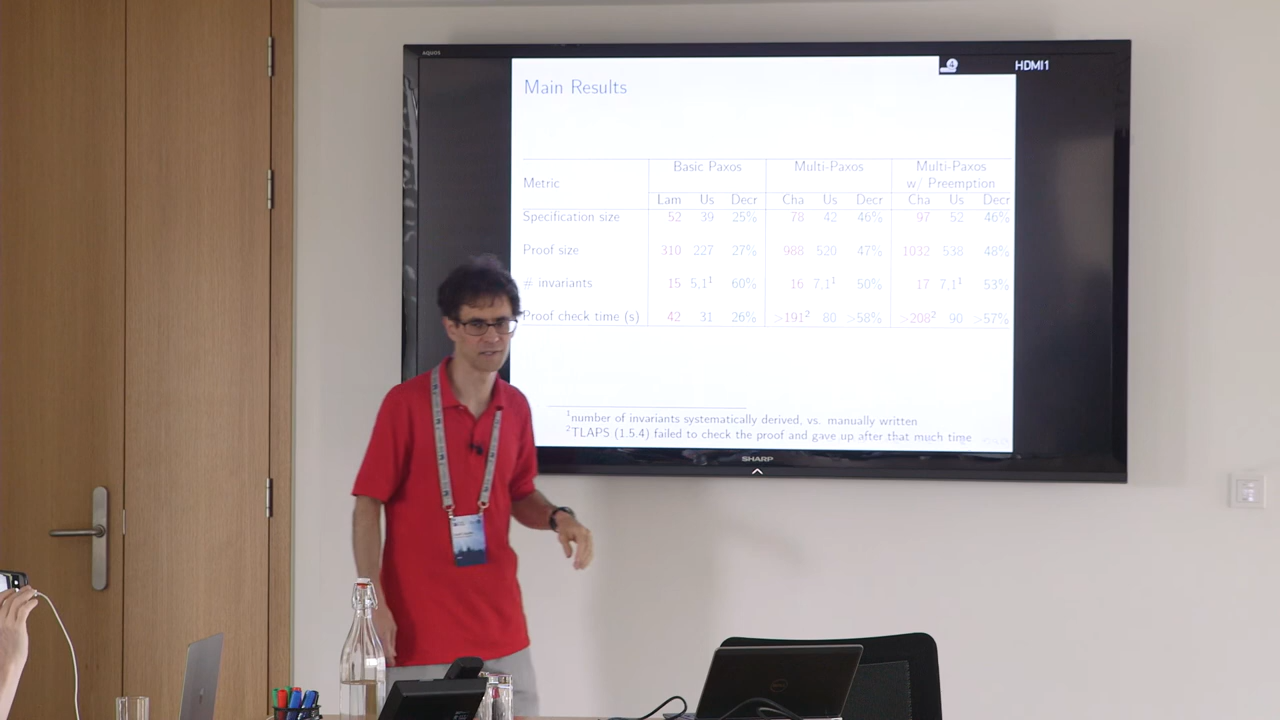 AQUOS
HDMI1
Main Results
Metric Basic Paxos Multi-Paxos Multi-Paxos w/ Preemption
Lam Us Decr Cha Us Decr Cha Us Decr
Specification size 52 39 25% 78 42 46% 97 52 46%
Proof size 310 227 27% 988 520 47% 1032 538 48%
# invariants 15 5,1¹ 60% 16 7,1¹ 50% 17 7,1¹ 53%
Proof check time (s) 42 31 26% >191² 80 >58% >208² 90 >57%
¹number of invariants systematically derived, vs. manually written
²TLAPS (1.5.4) failed to check the proof and gave up after that much time
SHARP